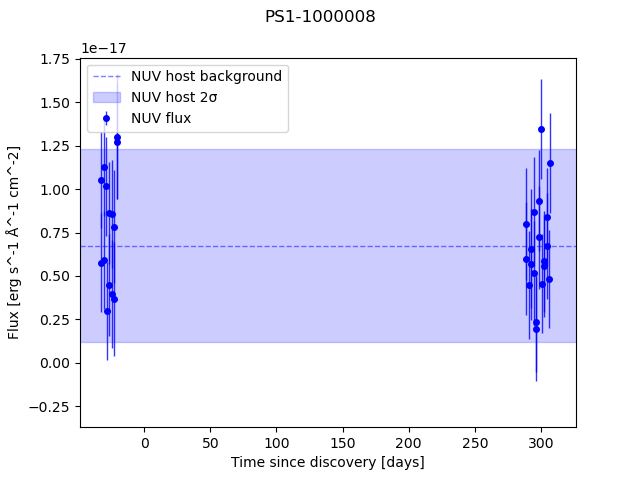 PS1-1000008
1e−17
1.75
1.50
1.25
1.00
0.75
0.50
0.25
0.00
−0.25
NUV host background
NUV host 2σ
NUV flux
Flux [erg s^-1 Å^-1 cm^-2]
0 50 100 150 200 250 300
Time since discovery [days]